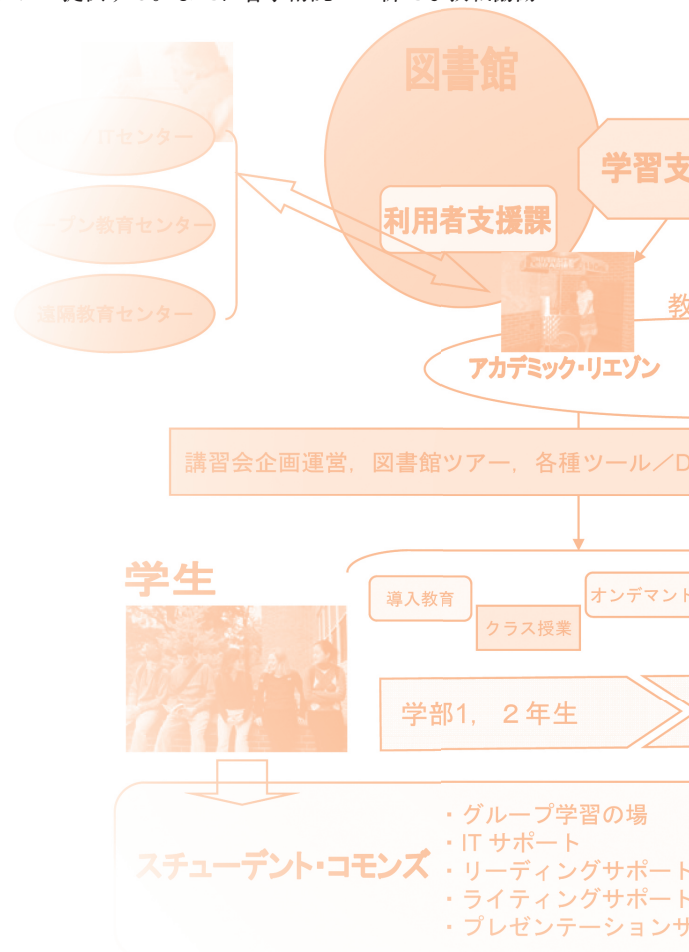 図書館
ITセンター
学習支
利用者支援課
プン教育センター
教
遠隔教育センター
アカデミック・リエゾン
講習会企画運営，図書館ツアー，各種ツール／D
学生
導入教育
オンデマント
クラス授業
学部1，２年生
スチューデント・コモンズ
・グループ学習の場
・IT サポート
・リーディングサポート
・ライティングサポート
・プレゼンテーションサ